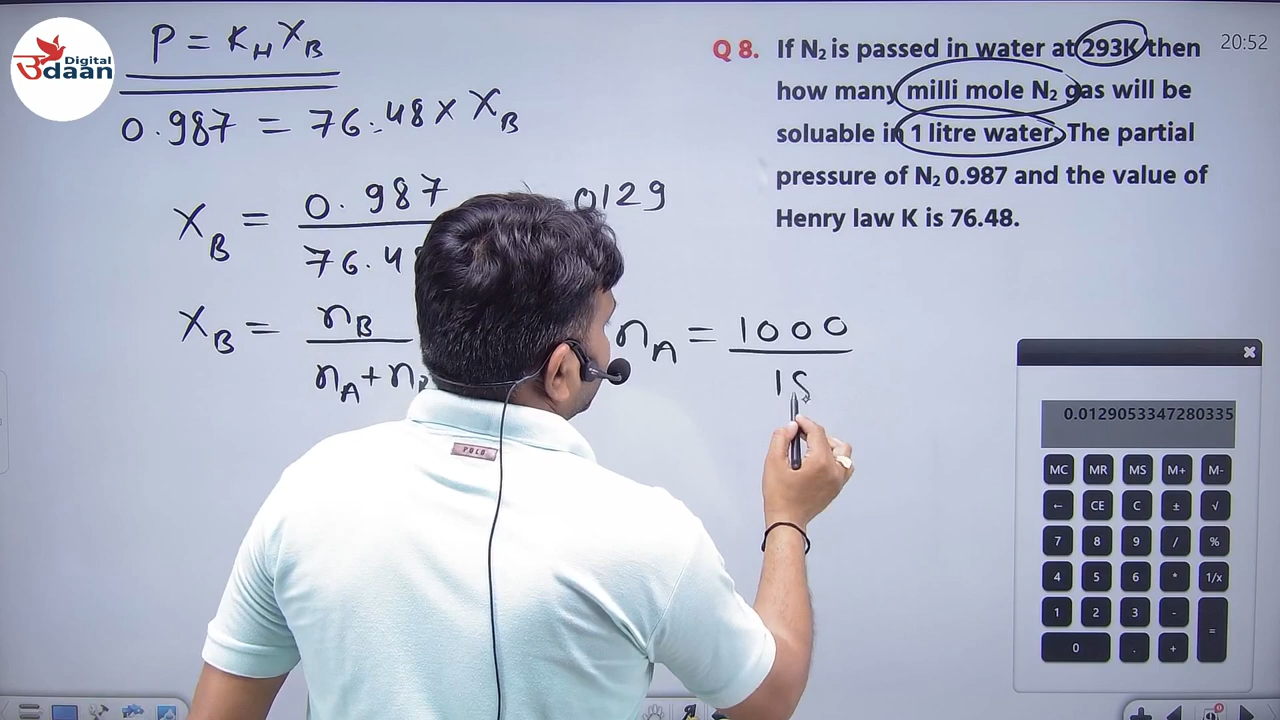 Digital
उdaan
P = K_H X_B
0.987 = 76.48 × X_B
X_B = 0.987
76.4
0129
X_B = n_B
n_A + n
n_A = 1000
18
Q 8. If N₂ is passed in water at 293K then
how many milli mole N₂ gas will be
soluable in 1 litre water. The partial
pressure of N₂ 0.987 and the value of
Henry law K is 76.48.
20:52
POLO
0.0129053347280335
MC MR MS M+ M-
← CE C ± √
7 8 9 / %
4 5 6 * 1/x
1 2 3 - =
0 . +